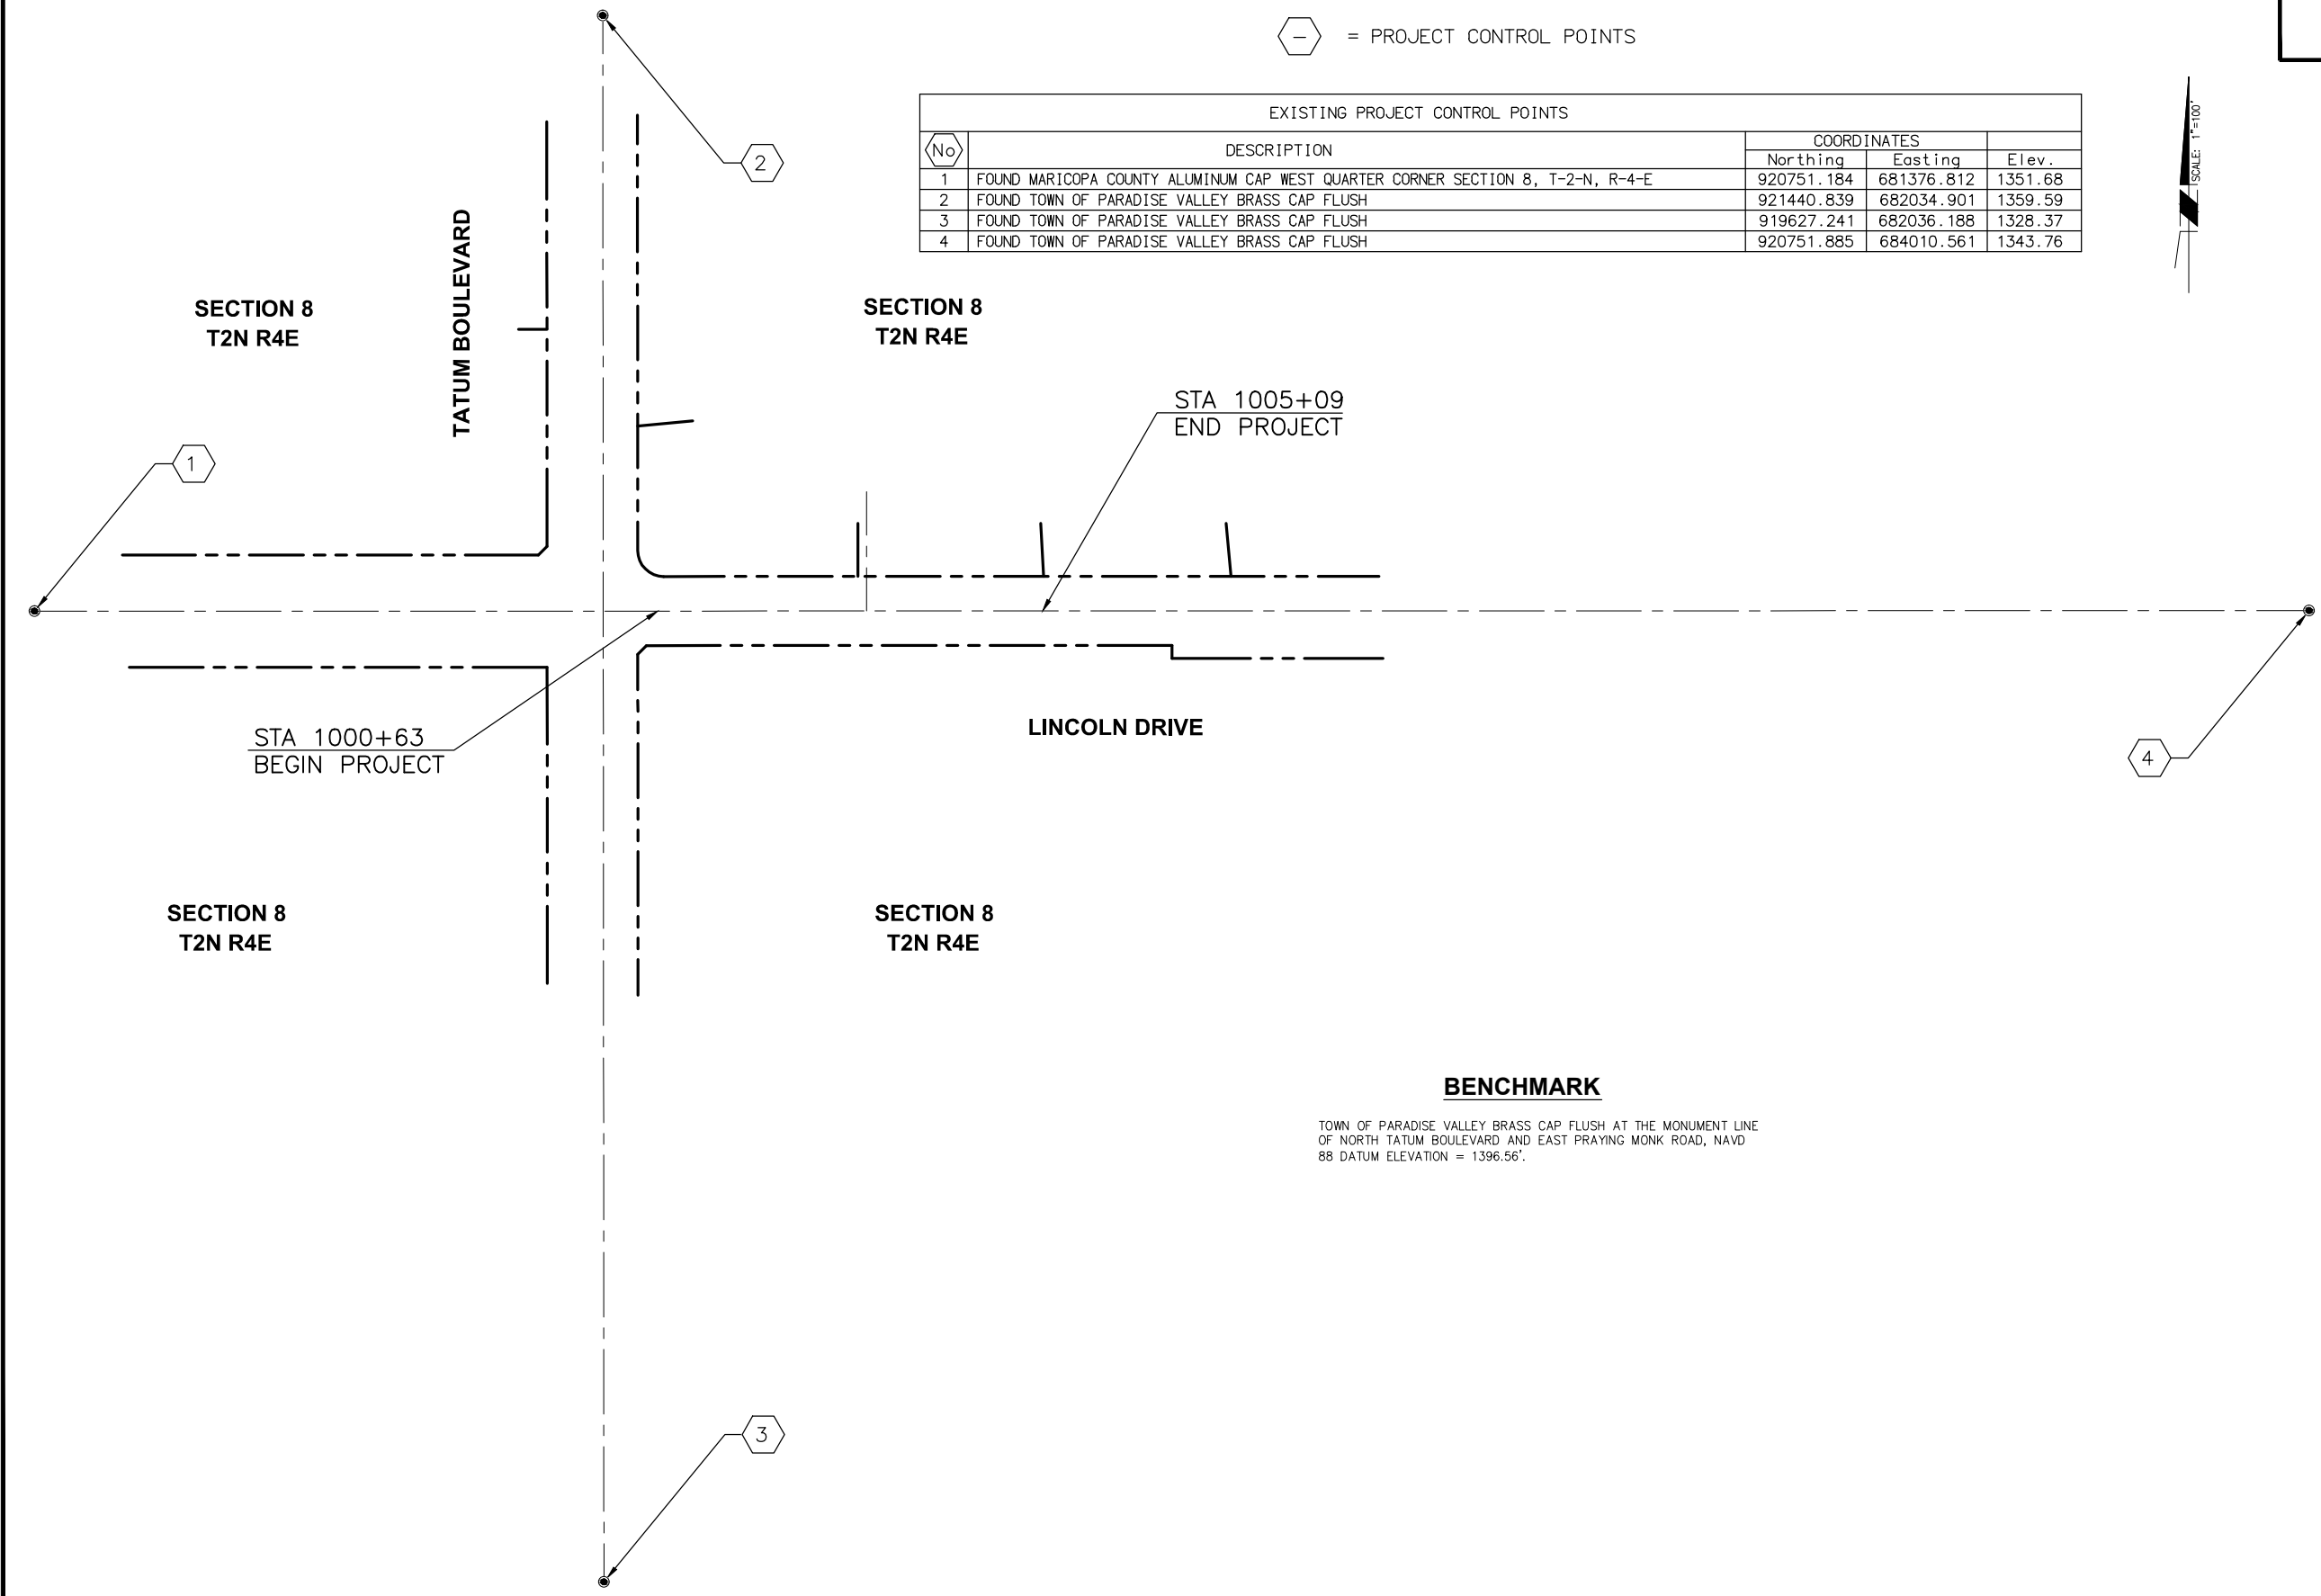 – = PROJECT CONTROL POINTS
EXISTING PROJECT CONTROL POINTS
No DESCRIPTION COORDINATES
Northing Easting Elev.
1 FOUND MARICOPA COUNTY ALUMINUM CAP WEST QUARTER CORNER SECTION 8, T-2-N, R-4-E 920751.184 681376.812 1351.68
2 FOUND TOWN OF PARADISE VALLEY BRASS CAP FLUSH 921440.839 682034.901 1359.59
3 FOUND TOWN OF PARADISE VALLEY BRASS CAP FLUSH 919627.241 682036.188 1328.37
4 FOUND TOWN OF PARADISE VALLEY BRASS CAP FLUSH 920751.885 684010.561 1343.76
SCALE: 1"=100'
2
TATUM BOULEVARD
SECTION 8
T2N R4E
SECTION 8
T2N R4E
STA 1005+09
END PROJECT
1
STA 1000+63
BEGIN PROJECT
LINCOLN DRIVE
4
SECTION 8
T2N R4E
SECTION 8
T2N R4E
BENCHMARK
TOWN OF PARADISE VALLEY BRASS CAP FLUSH AT THE MONUMENT LINE
OF NORTH TATUM BOULEVARD AND EAST PRAYING MONK ROAD, NAVD
88 DATUM ELEVATION = 1396.56'.
3